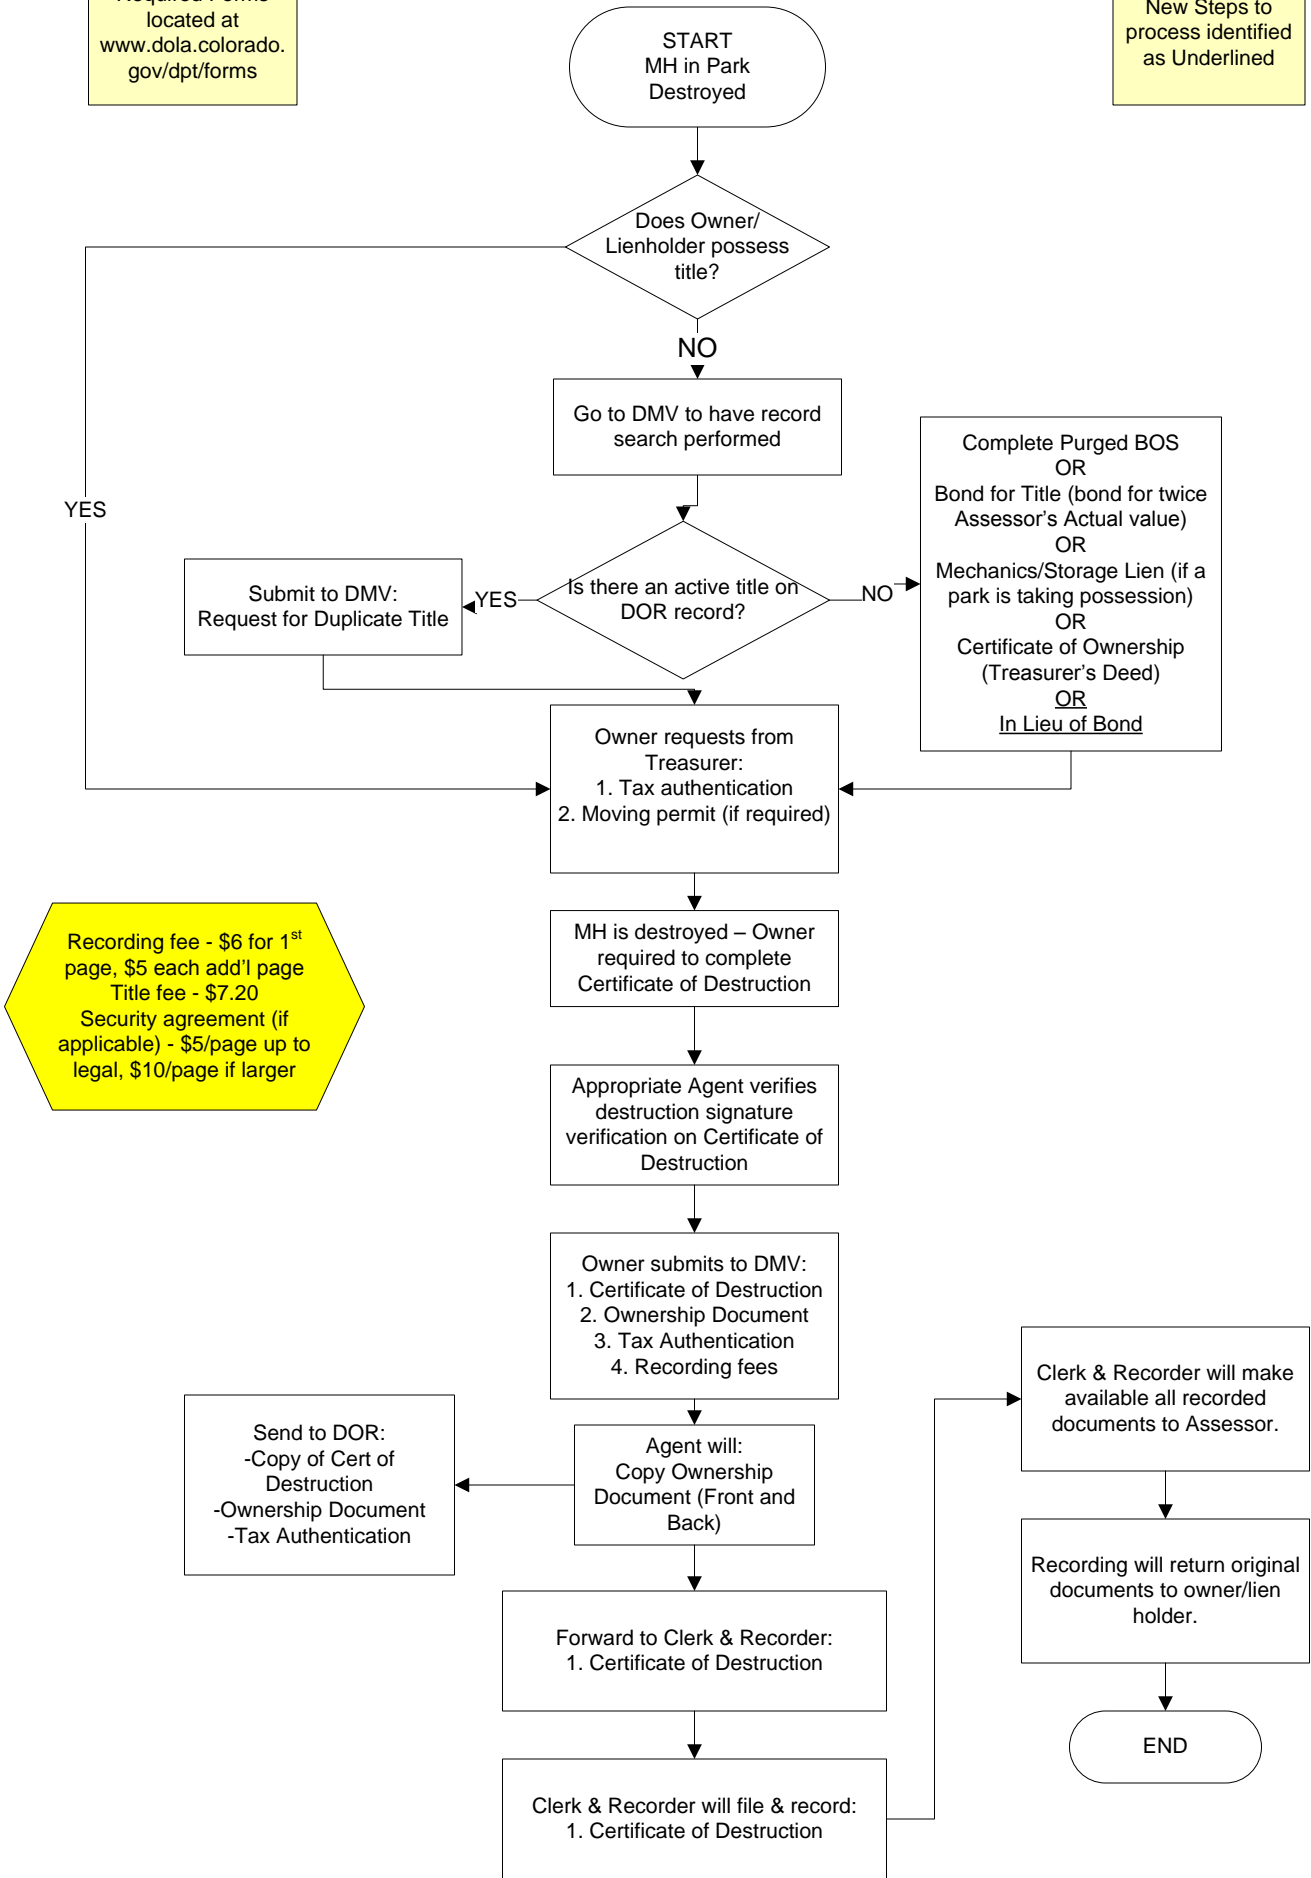 Required Forms
located at
www.dola.colorado.
gov/dpt/forms
START
MH in Park
Destroyed
New Steps to
process identified
as Underlined
Does Owner/
Lienholder possess
title?
NO
YES
Go to DMV to have record
search performed
Is there an active title on
DOR record?
YES
NO
Submit to DMV:
Request for Duplicate Title
Complete Purged BOS
OR
Bond for Title (bond for twice
Assessor’s Actual value)
OR
Mechanics/Storage Lien (if a
park is taking possession)
OR
Certificate of Ownership
(Treasurer’s Deed)
OR
In Lieu of Bond
Owner requests from
Treasurer:
1. Tax authentication
2. Moving permit (if required)
Recording fee - $6 for 1st
page, $5 each add’l page
Title fee - $7.20
Security agreement (if
applicable) - $5/page up to
legal, $10/page if larger
MH is destroyed – Owner
required to complete
Certificate of Destruction
Appropriate Agent verifies
destruction signature
verification on Certificate of
Destruction
Owner submits to DMV:
1. Certificate of Destruction
2. Ownership Document
3. Tax Authentication
4. Recording fees
Agent will:
Copy Ownership
Document (Front and
Back)
Send to DOR:
-Copy of Cert of
Destruction
-Ownership Document
-Tax Authentication
Forward to Clerk & Recorder:
1. Certificate of Destruction
Clerk & Recorder will file & record:
1. Certificate of Destruction
Clerk & Recorder will make
available all recorded
documents to Assessor.
Recording will return original
documents to owner/lien
holder.
END